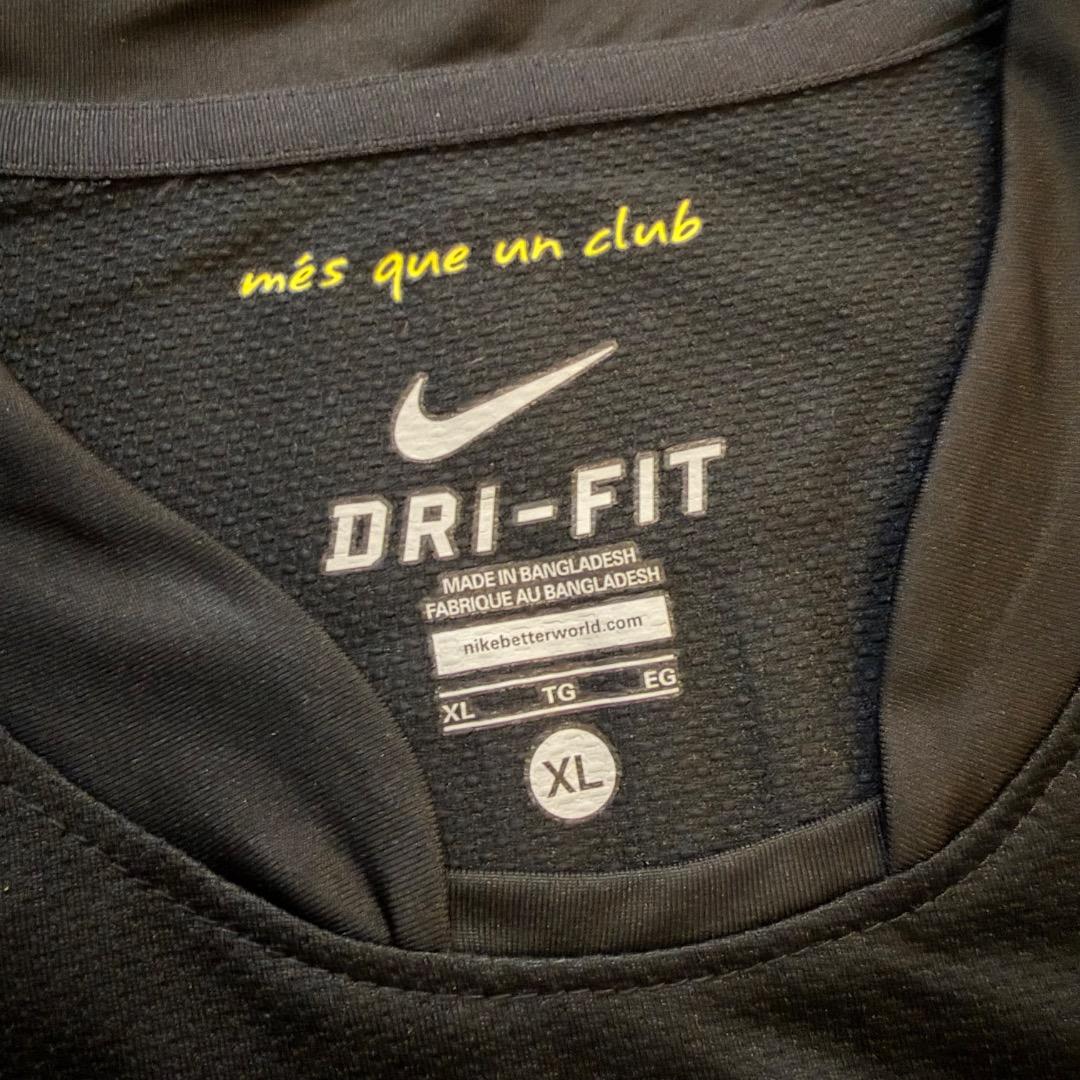 més que un club
DRI-FIT
MADE IN BANGLADESH
FABRIQUE AU BANGLADESH
nikebetterworld.com
XL TG EG
XL